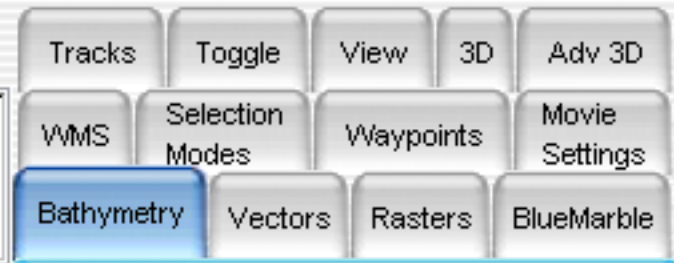 Tracks Toggle View 3D Adv 3D
WMS Selection Modes Waypoints Movie Settings
Bathymetry Vectors Rasters BlueMarble